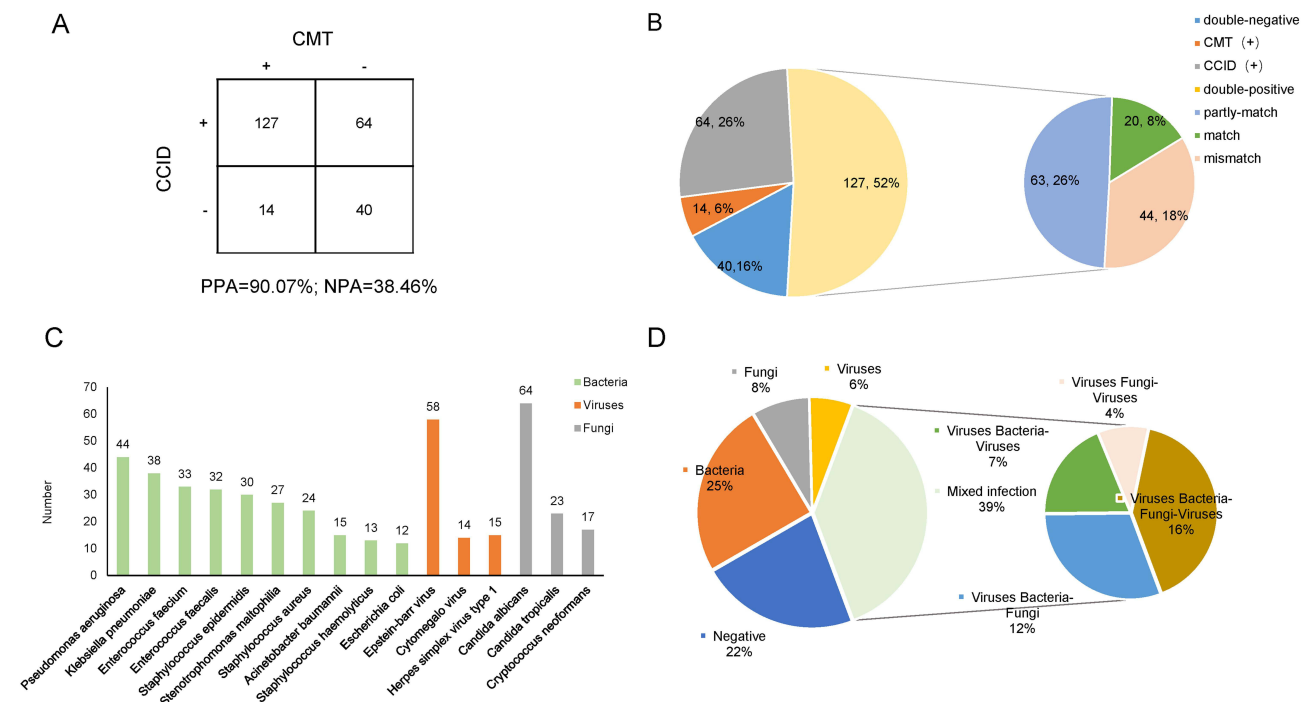 A
CMT
+ -
CCID
+ 127 64
- 14 40
PPA=90.07%; NPA=38.46%
B
double-negative
CMT（+）
CCID（+）
double-positive
partly-match
match
mismatch
64, 26%
127, 52%
14, 6%
40,16%
20, 8%
63, 26%
44, 18%
C
Number
70
60
50
40
30
20
10
0
44
38
33
32
30
27
24
15
13
12
58
14
15
64
23
17
Bacteria
Viruses
Fungi
Pseudomonas aeruginosa
Klebsiella pneumoniae
Enterococcus faecium
Enterococcus faecalis
Staphylococcus epidermidis
Stenotrophomonas maltophilia
Staphylococcus aureus
Acinetobacter baumannii
Staphylococcus haemolyticus
Escherichia coli
Epstein-barr virus
Cytomegalo virus
Herpes simplex virus type 1
Candida albicans
Candida tropicalis
Cryptococcus neoformans
D
Fungi
8%
Viruses
6%
Bacteria
25%
Mixed infection
39%
Negative
22%
Viruses Fungi-
Viruses
4%
Viruses Bacteria-
Viruses
7%
Viruses Bacteria-
Fungi-Viruses
16%
Viruses Bacteria-
Fungi
12%